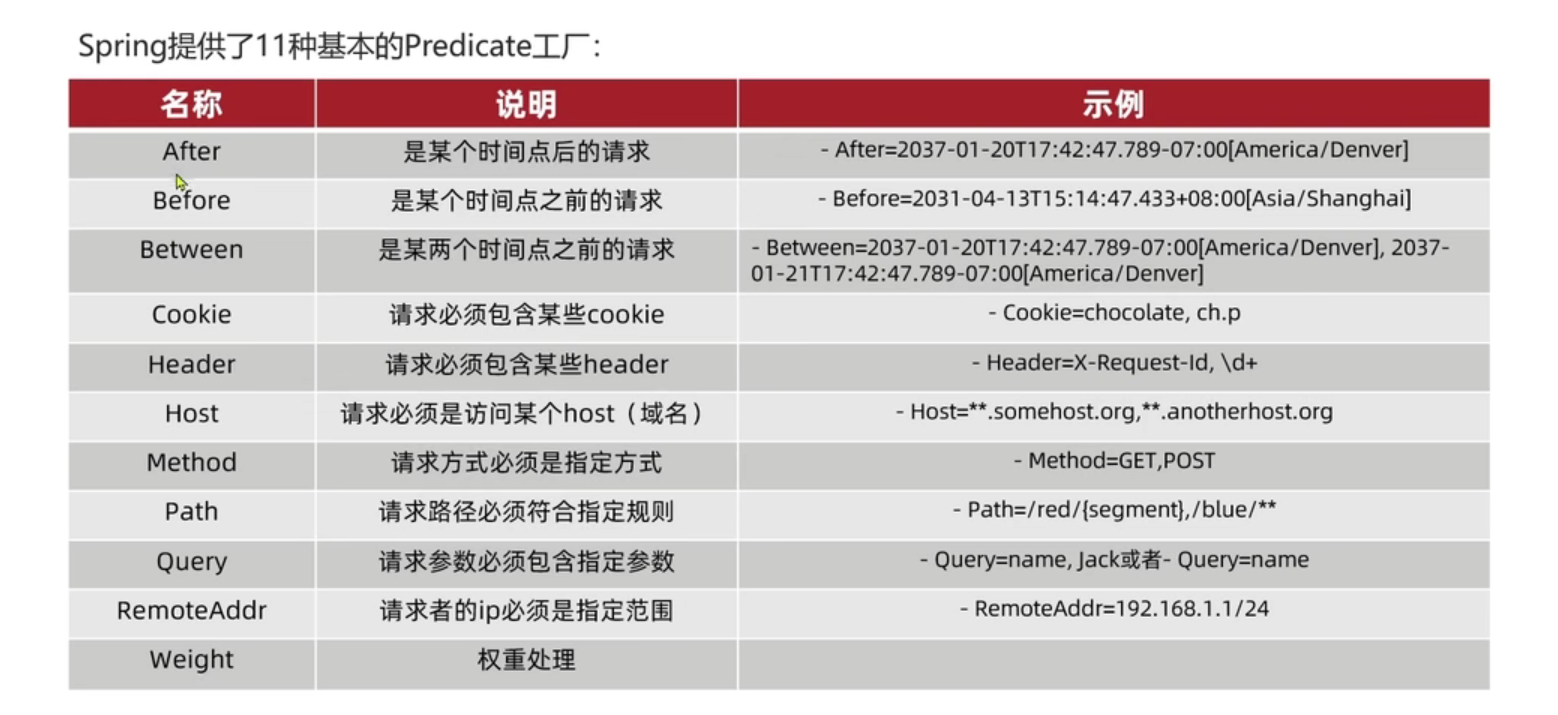 Spring提供了11种基本的Predicate工厂：
名称 说明 示例
After 是某个时间点后的请求 - After=2037-01-20T17:42:47.789-07:00[America/Denver]
Before 是某个时间点之前的请求 - Before=2031-04-13T15:14:47.433+08:00[Asia/Shanghai]
Between 是某两个时间点之前的请求 - Between=2037-01-20T17:42:47.789-07:00[America/Denver], 2037-
01-21T17:42:47.789-07:00[America/Denver]
Cookie 请求必须包含某些cookie - Cookie=chocolate, ch.p
Header 请求必须包含某些header - Header=X-Request-Id, \d+
Host 请求必须是访问某个host（域名） - Host=**.somehost.org,**.anotherhost.org
Method 请求方式必须是指定方式 - Method=GET,POST
Path 请求路径必须符合指定规则 - Path=/red/{segment},/blue/**
Query 请求参数必须包含指定参数 - Query=name, Jack或者- Query=name
RemoteAddr 请求者的ip必须是指定范围 - RemoteAddr=192.168.1.1/24
Weight 权重处理